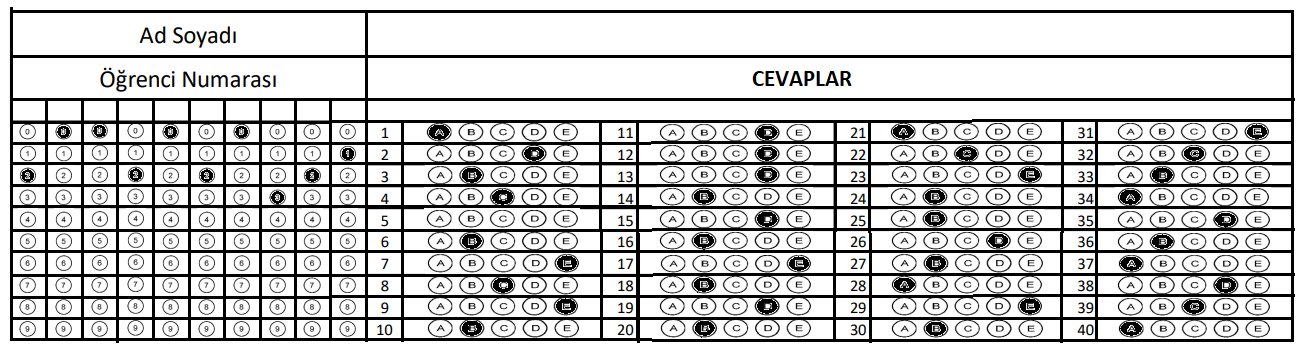 Ad Soyadı
Öğrenci Numarası CEVAPLAR
0 0 0 0 0 0 0 0 0 0 1 A B C D E 11 A B C D E 21 A B C D E 31 A B C D E
1 1 1 1 1 1 1 1 1 1 2 A B C D E 12 A B C D E 22 A B C D E 32 A B C D E
2 2 2 2 2 2 2 2 2 2 3 A B C D E 13 A B C D E 23 A B C D E 33 A B C D E
3 3 3 3 3 3 3 3 3 3 4 A B C D E 14 A B C D E 24 A B C D E 34 A B C D E
4 4 4 4 4 4 4 4 4 4 5 A B C D E 15 A B C D E 25 A B C D E 35 A B C D E
5 5 5 5 5 5 5 5 5 5 6 A B C D E 16 A B C D E 26 A B C D E 36 A B C D E
6 6 6 6 6 6 6 6 6 6 7 A B C D E 17 A B C D E 27 A B C D E 37 A B C D E
7 7 7 7 7 7 7 7 7 7 8 A B C D E 18 A B C D E 28 A B C D E 38 A B C D E
8 8 8 8 8 8 8 8 8 8 9 A B C D E 19 A B C D E 29 A B C D E 39 A B C D E
9 9 9 9 9 9 9 9 9 9 10 A B C D E 20 A B C D E 30 A B C D E 40 A B C D E